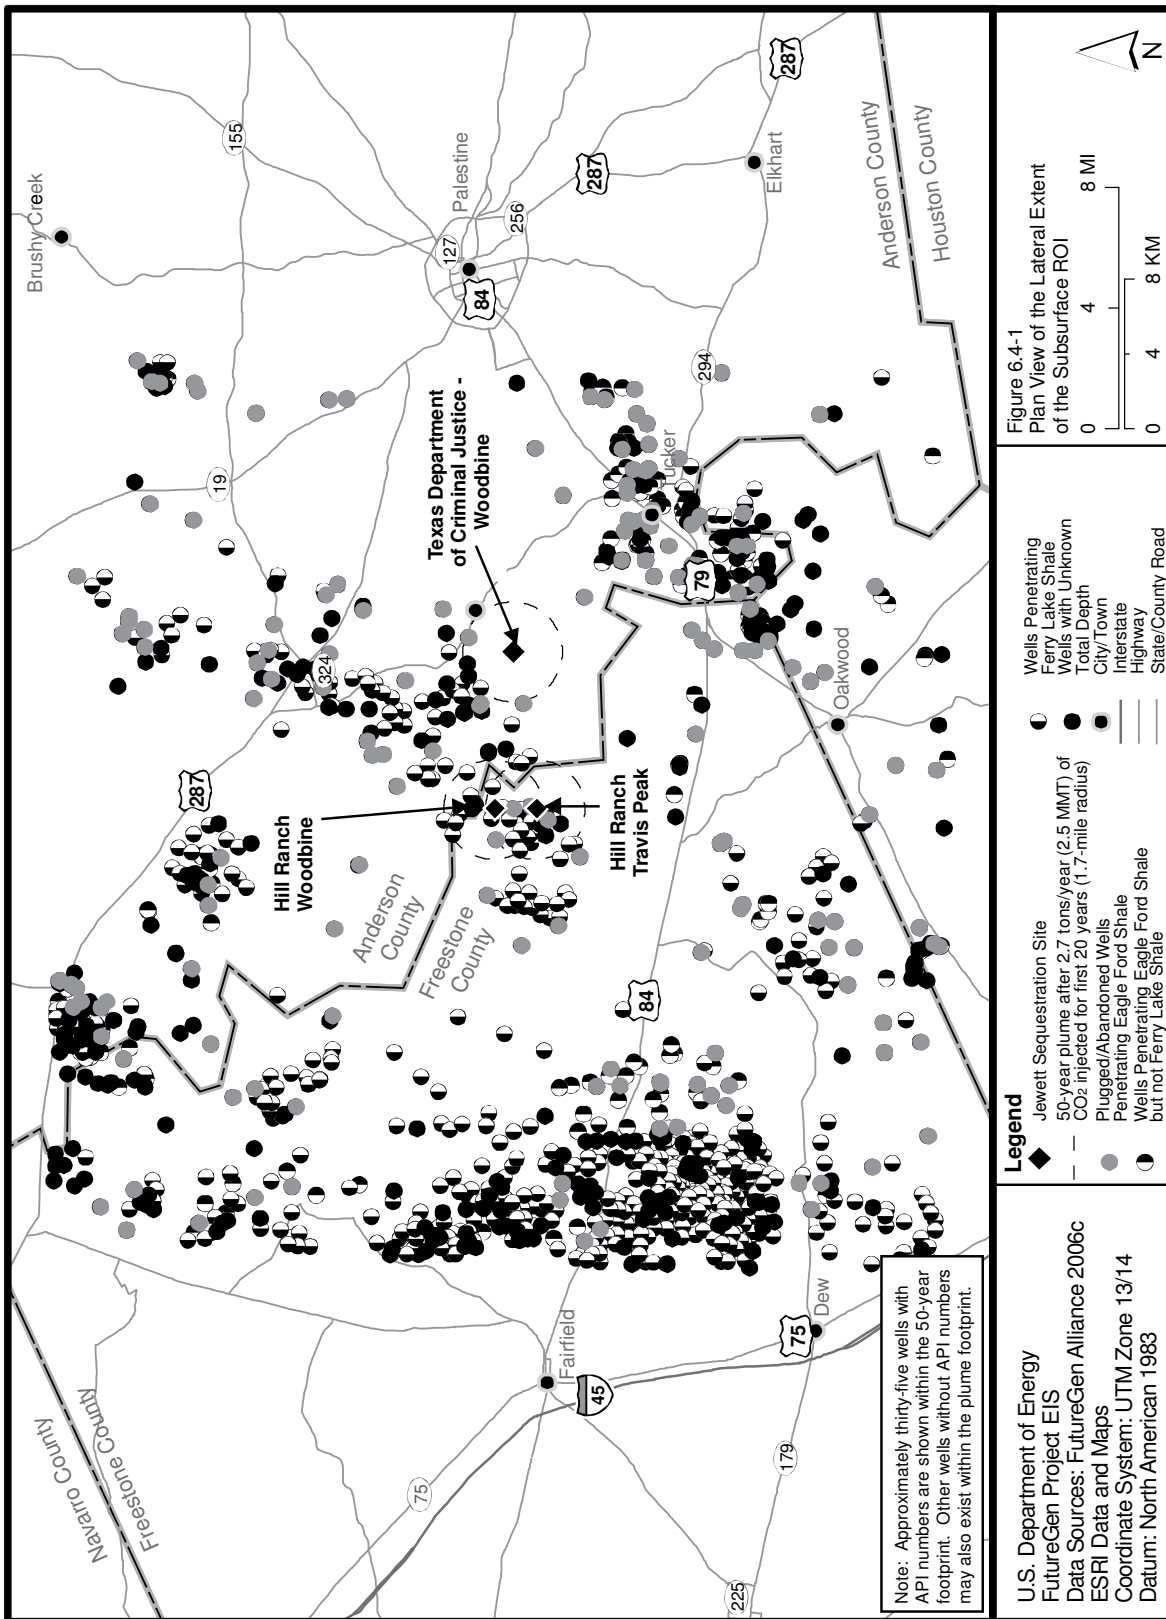 Brushy Creek
155
287
19
287
127
Palestine
84
256
287
Elkhart
Texas Department
of Criminal Justice -
Woodbine
324
Hill Ranch
Woodbine
Hill Ranch
Travis Peak
Anderson
County
Freestone
County
Navarro County
Freestone County
75
Fairfield
45
84
79
294
Anderson County
Houston County
Oakwood
Dew
75
179
225
Note: Approximately thirty-five wells with
API numbers are shown within the 50-year
footprint. Other wells without API numbers
may also exist within the plume footprint.
U.S. Department of Energy
FutureGen Project EIS
Data Sources: FutureGen Alliance 2006c
ESRI Data and Maps
Coordinate System: UTM Zone 13/14
Datum: North American 1983
Legend
Jewett Sequestration Site
50-year plume after 2.7 tons/year (2.5 MMT) of
CO2 injected for first 20 years (1.7-mile radius)
Plugged/Abandoned Wells
Penetrating Eagle Ford Shale
Wells Penetrating Eagle Ford Shale
but not Ferry Lake Shale
Wells Penetrating
Ferry Lake Shale
Wells with Unknown
Total Depth
City/Town
Interstate
Highway
State/County Road
Figure 6.4-1
Plan View of the Lateral Extent
of the Subsurface ROI
0 4 8 MI
0 4 8 KM
N